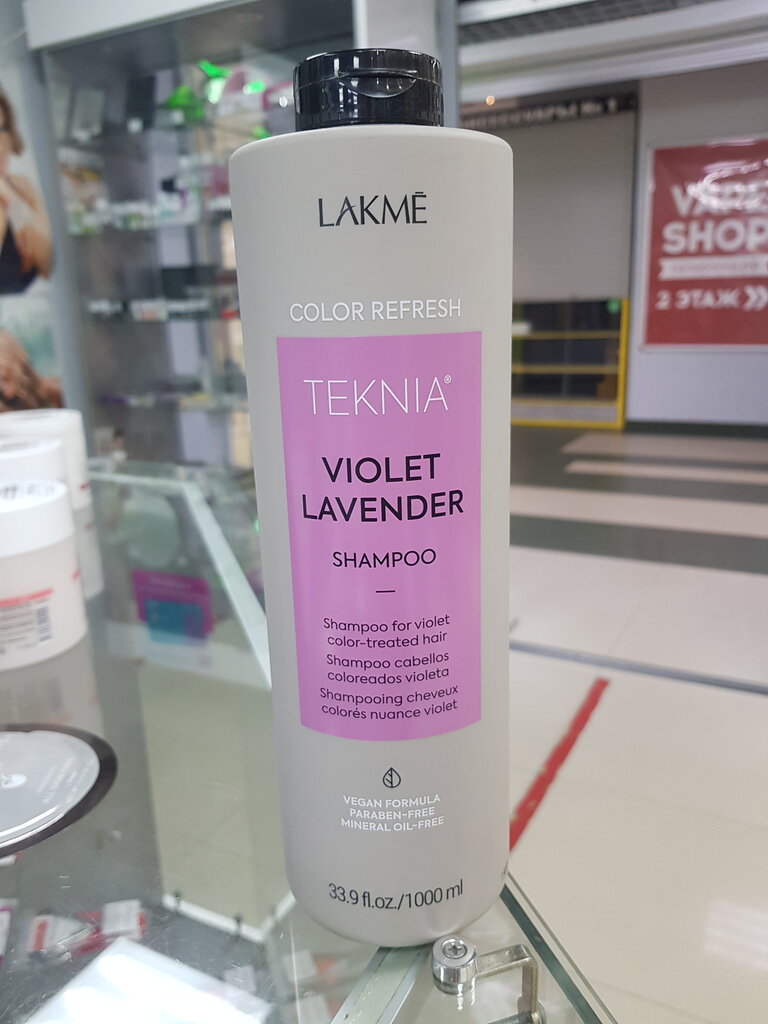 LAKMĒ
COLOR REFRESH
TEKNIA®
VIOLET
LAVENDER
SHAMPOO
Shampoo for violet
color-treated hair
Shampoo cabellos
coloreados violeta
Shampooing cheveux
colorés nuance violet
VEGAN FORMULA
PARABEN-FREE
MINERAL OIL-FREE
33.9 fl.oz./1000 ml
SHOP
2 ЭТАЖ